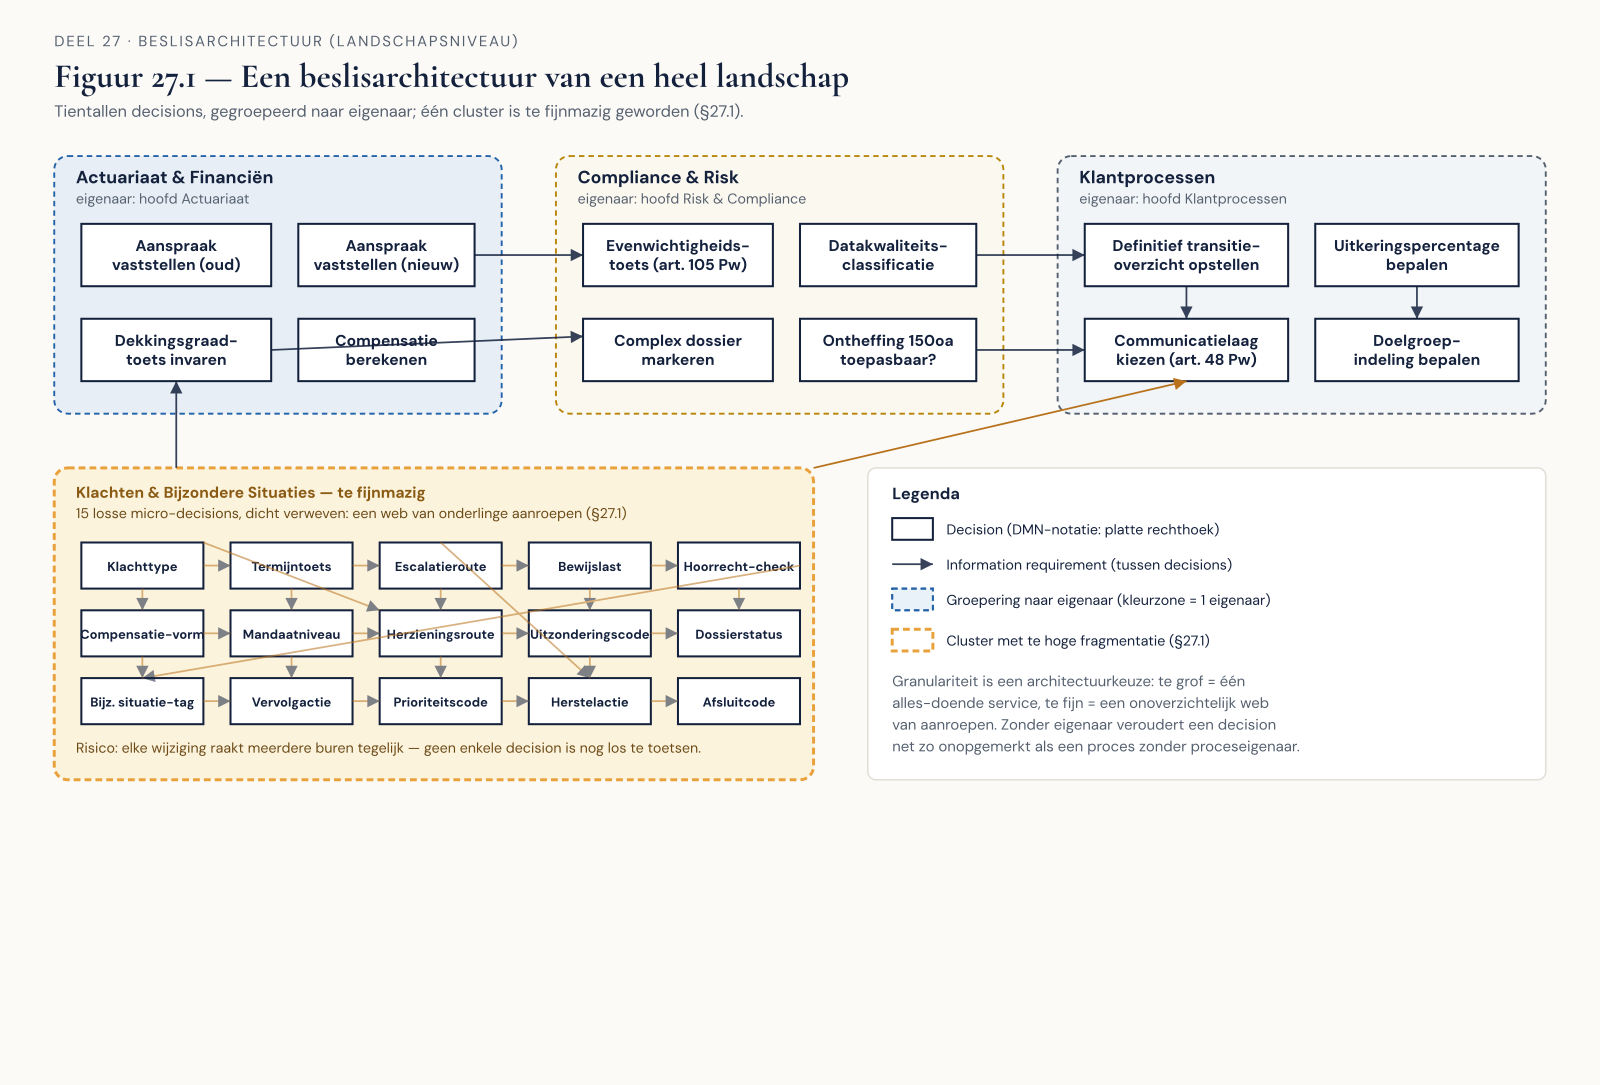 DEEL 27 · BESLISARCHITECTUUR (LANDSCHAPSNIVEAU)
Figuur 27.1 — Een beslisarchitectuur van een heel landschap
Tientallen decisions, gegroepeerd naar eigenaar; één cluster is te fijnmazig geworden (§27.1).
Actuariaat & Financiën
eigenaar: hoofd Actuariaat
Aanspraak
vaststellen (oud)
Aanspraak
vaststellen (nieuw)
Dekkingsgraad-
toets invaren
Compensatie
berekenen
Compliance & Risk
eigenaar: hoofd Risk & Compliance
Evenwichtigheids-
toets (art. 105 Pw)
Datakwaliteits-
classificatie
Complex dossier
markeren
Ontheffing 150oa
toepasbaar?
Klantprocessen
eigenaar: hoofd Klantprocessen
Definitief transitie-
overzicht opstellen
Uitkeringspercentage
bepalen
Communicatielaag
kiezen (art. 48 Pw)
Doelgroep-
indeling bepalen
Klachten & Bijzondere Situaties — te fijnmazig
15 losse micro-decisions, dicht verweven: een web van onderlinge aanroepen (§27.1)
Klachttype
Termijntoets
Escalatieroute
Bewijslast
Hoorrecht-check
Compensatie-vorm
Mandaatniveau
Herzieningsroute
Uitzonderingscode
Dossierstatus
Bijz. situatie-tag
Vervolgactie
Prioriteitscode
Herstelactie
Afsluitcode
Risico: elke wijziging raakt meerdere buren tegelijk — geen enkele decision is nog los te toetsen.
Legenda
Decision (DMN-notatie: platte rechthoek)
Information requirement (tussen decisions)
Groepering naar eigenaar (kleurzone = 1 eigenaar)
Cluster met te hoge fragmentatie (§27.1)
Granulariteit is een architectuurkeuze: te grof = één
alles-doende service, te fijn = een onoverzichtelijk web
van aanroepen. Zonder eigenaar veroudert een decision
net zo onopgemerkt als een proces zonder proceseigenaar.